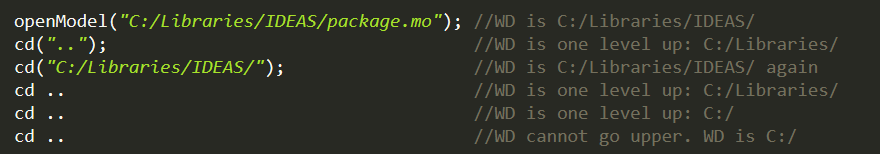 openModel("C:/Libraries/IDEAS/package.mo"); //WD is C:/Libraries/IDEAS/
cd(".."); //WD is one level up: C:/Libraries/
cd("C:/Libraries/IDEAS/"); //WD is C:/Libraries/IDEAS/ again
cd .. //WD is one level up: C:/Libraries/
cd .. //WD is one level up: C:/
cd .. //WD cannot go upper. WD is C:/